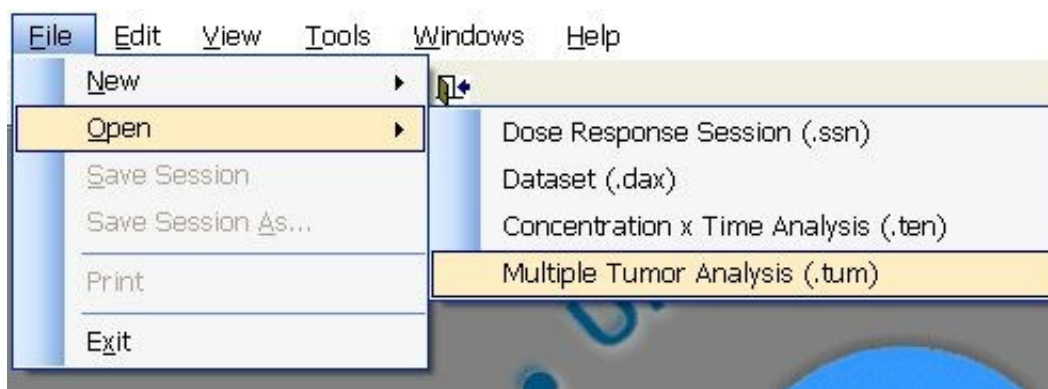 File Edit View Tools Windows Help
New
Open
Save Session
Save Session As...
Print
Exit
Dose Response Session (.ssn)
Dataset (.dax)
Concentration x Time Analysis (.ten)
Multiple Tumor Analysis (.tum)